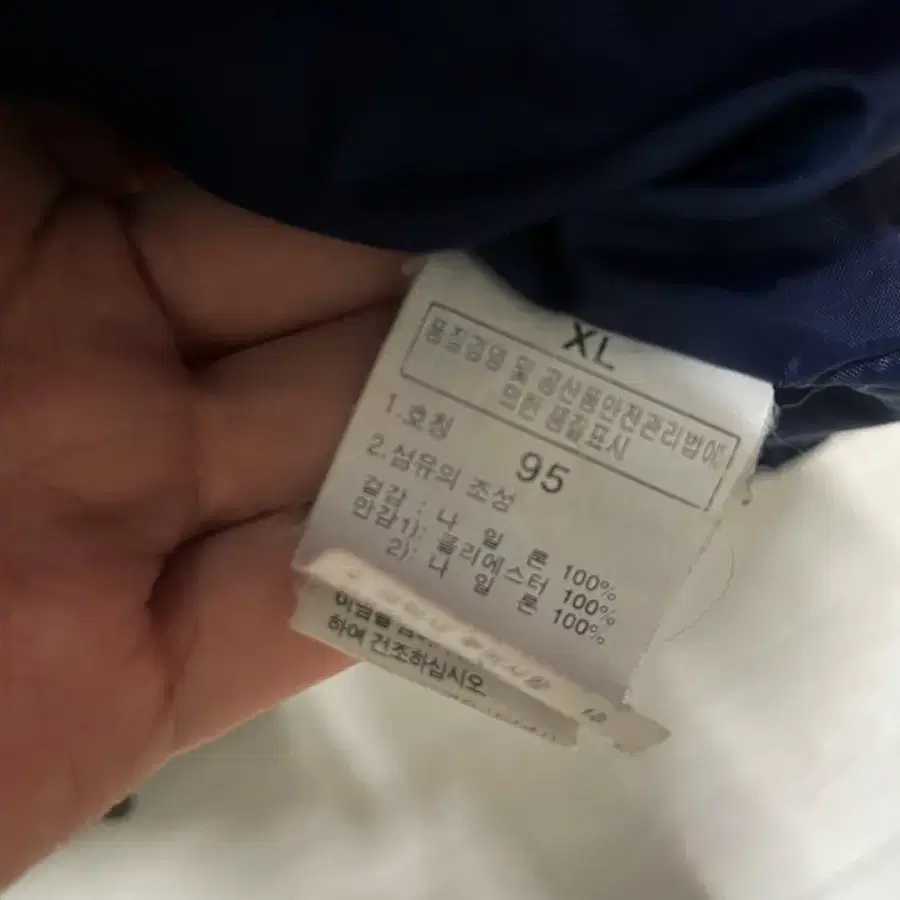 XL
품질경영 및 공산품안전관리법에
의한 품질표시
1. 호칭 95
2. 섬유의 조성
겉감 : 나 일 론 100%
안감1): 폴리에스터 100%
2): 나 일 론 100%
하여 건조하십시오